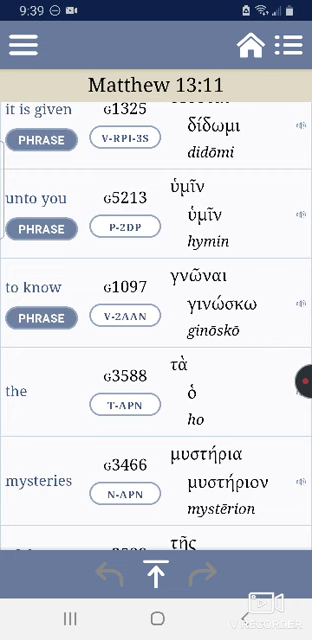 9:39
Matthew 13:11
it is given G1325
PHRASE V-RPI-3S δίδωμι
didōmi
unto you G5213 ὑμῖν
PHRASE P-2DP ὑμῖν
hymin
to know G1097 γνῶναι
PHRASE V-2AAN γινώσκω
ginōskō
the G3588 τὰ
T-APN ὁ
ho
mysteries G3466 μυστήρια
N-APN μυστήριον
mystērion
τῆς